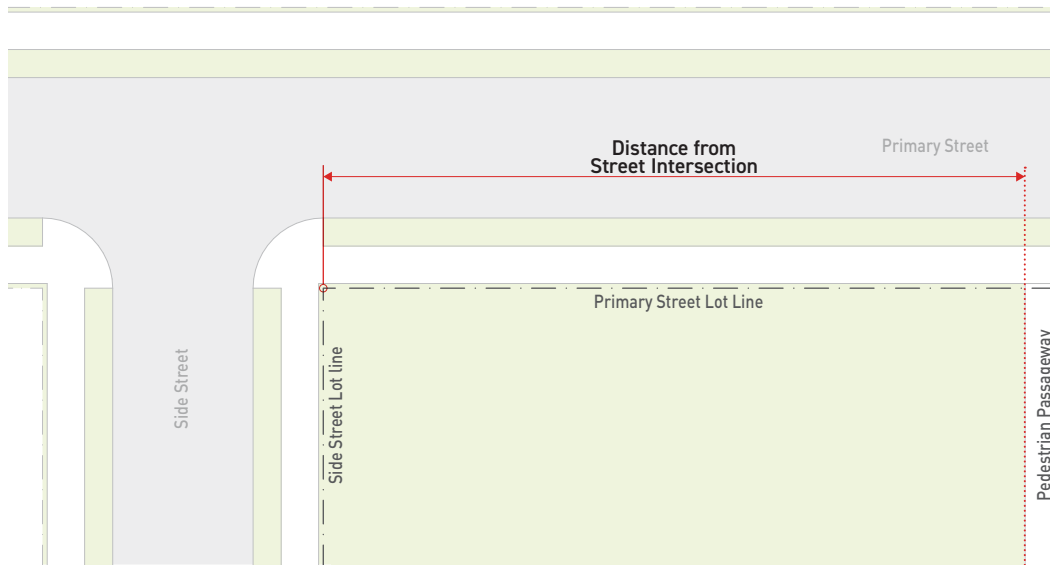 Distance from
Street Intersection
Primary Street
Primary Street Lot Line
Side Street
Side Street Lot line
Pedestrian Passageway